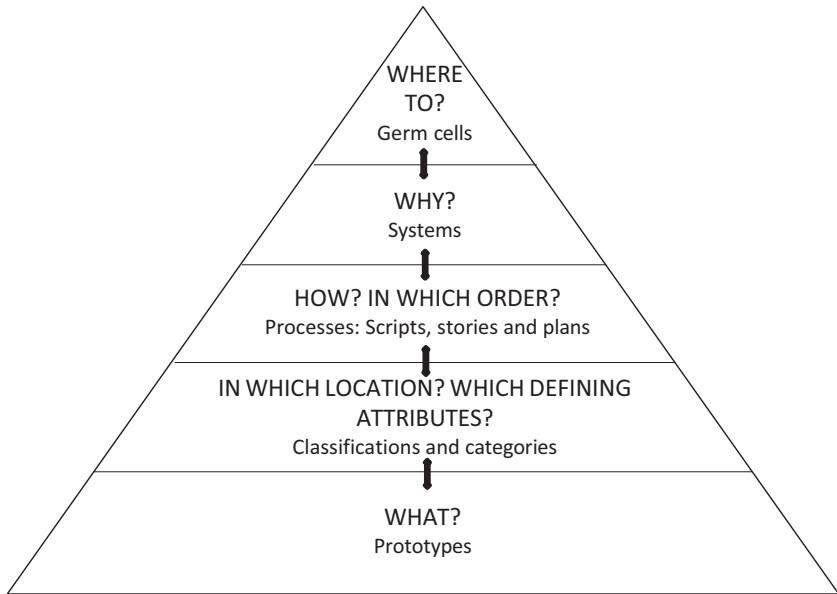 WHERE
TO?
Germ cells
WHY?
Systems
HOW? IN WHICH ORDER?
Processes: Scripts, stories and plans
IN WHICH LOCATION? WHICH DEFINING
ATTRIBUTES?
Classifications and categories
WHAT?
Prototypes